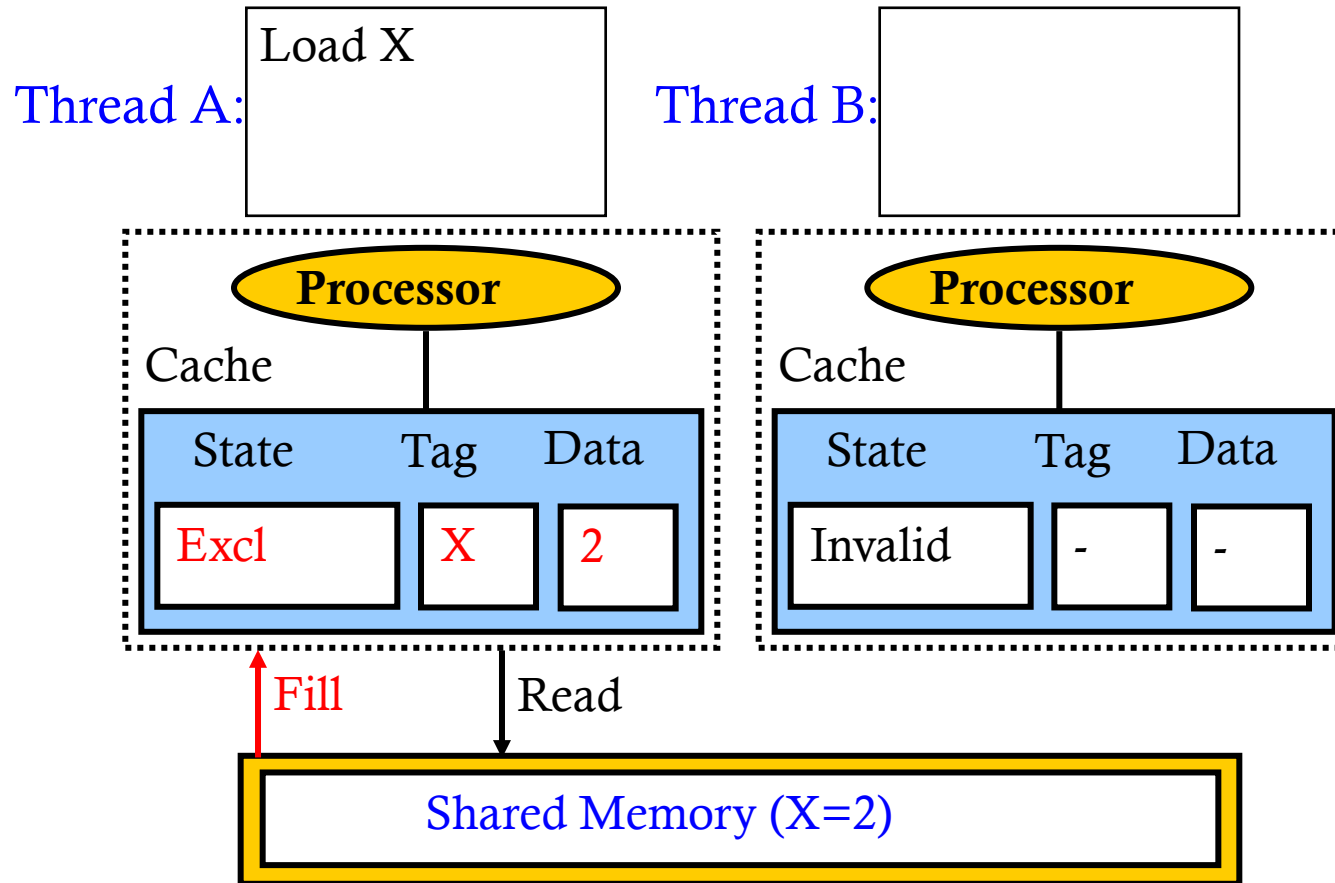 Load X
Thread A:
Thread B:
Processor
Processor
Cache
Cache
State Tag Data
State Tag Data
Excl X 2
Invalid - -
Fill
Read
Shared Memory (X=2)